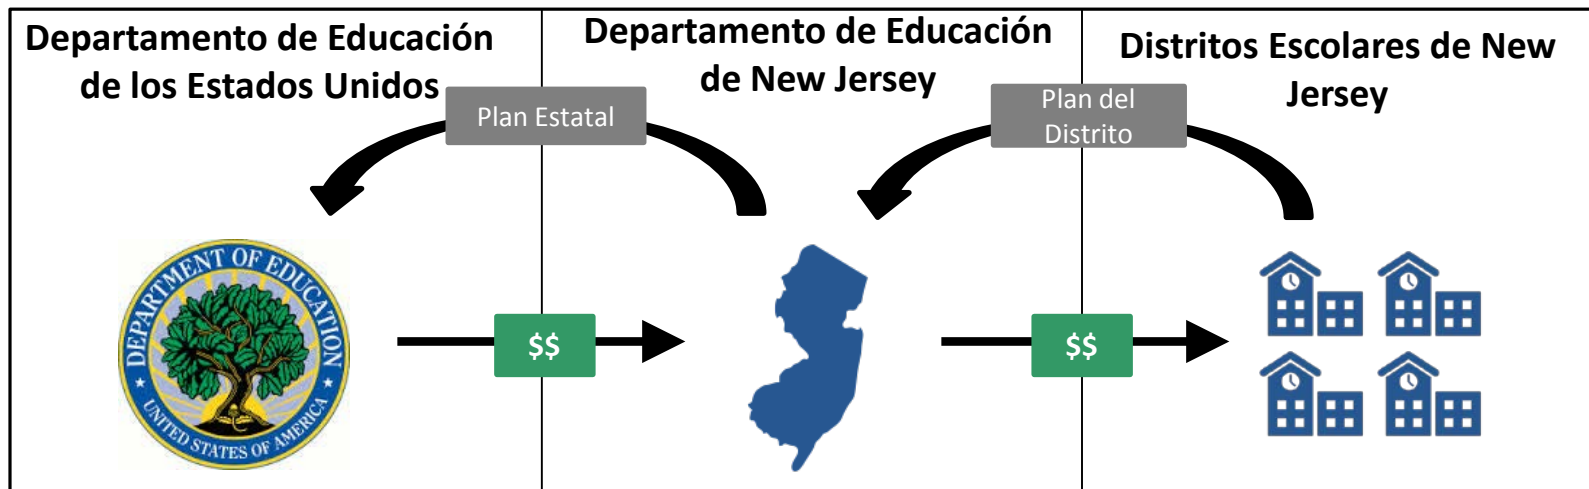 Departamento de Educación
de los Estados Unidos
Departamento de Educación
de New Jersey
Distritos Escolares de New
Jersey
Plan Estatal
Plan del
Distrito
DEPARTMENT OF EDUCATION
UNITED STATES OF AMERICA
$$
$$